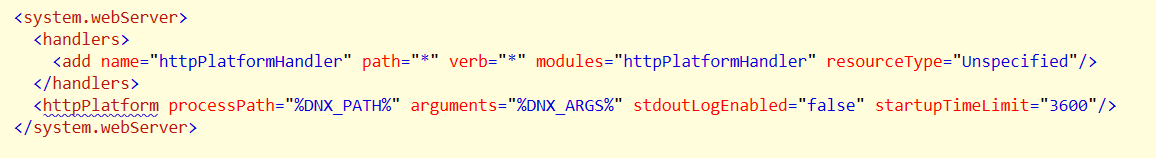 <system.webServer>
<handlers>
<add name="httpPlatformHandler" path="*" verb="*" modules="httpPlatformHandler" resourceType="Unspecified"/>
</handlers>
<httpPlatform processPath="%DNX_PATH%" arguments="%DNX_ARGS%" stdoutLogEnabled="false" startupTimeLimit="3600"/>
</system.webServer>